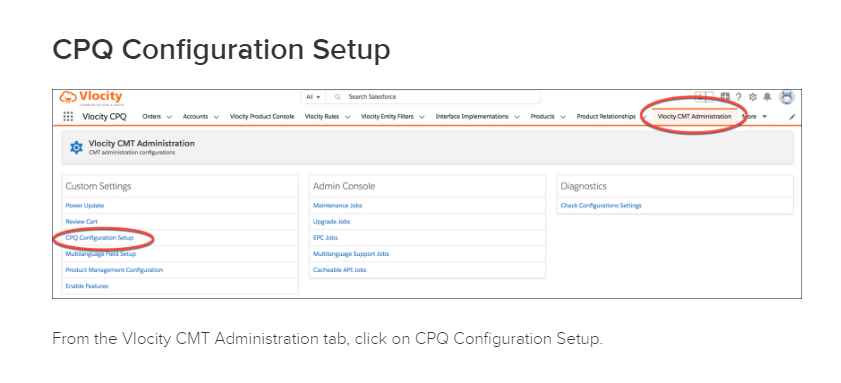 CPQ Configuration Setup
Vlocity
All
Search Salesforce
Vlocity CPQ
Orders
Accounts
Vlocity Product Console
Vlocity Rules
Vlocity Entity Filters
Interface Implementations
Products
Product Relationships
Vlocity CMT Administration
More
Vlocity CMT Administration
CMT administration configurations
Custom Settings
Admin Console
Diagnostics
Power Update
Maintenance Jobs
Check Configurations Settings
Review Cart
Upgrade Jobs
CPQ Configuration Setup
EPC Jobs
Multilanguage Field Setup
Multilanguage Support Jobs
Product Management Configuration
Cacheable API Jobs
Enable Features
From the Vlocity CMT Administration tab, click on CPQ Configuration Setup.